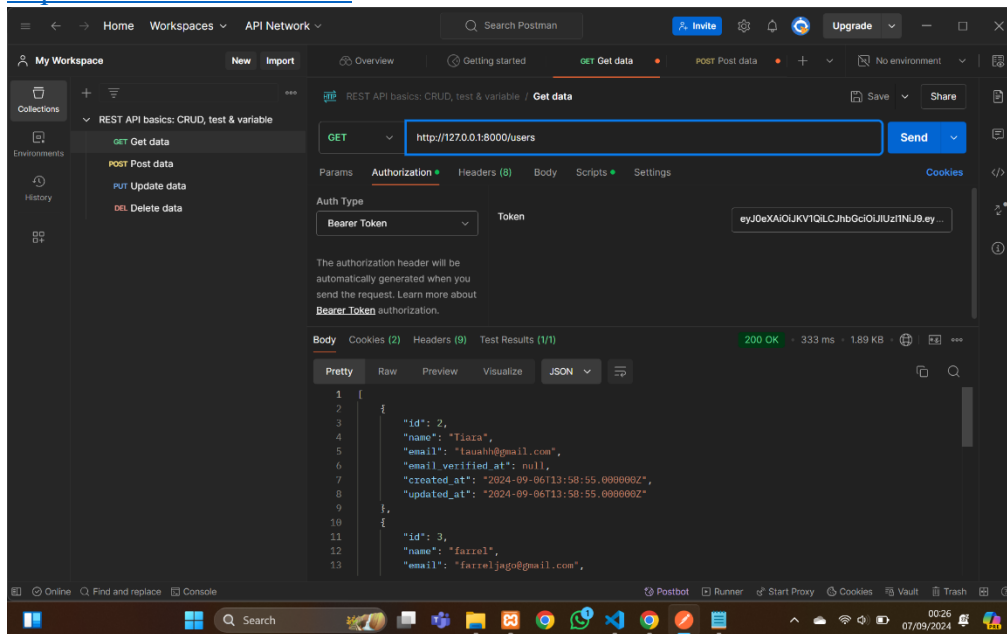 Home Workspaces API Network Search Postman Invite Upgrade
My Workspace New Import Overview Getting started GET Get data POST Post data No environment
Collections
REST API basics: CRUD, test & variable
GET Get data
POST Post data
PUT Update data
DEL Delete data
Environments
History
REST API basics: CRUD, test & variable / Get data Save Share
GET http://127.0.0.1:8000/users Send
Params Authorization Headers (8) Body Scripts Settings Cookies
Auth Type
Bearer Token
Token eyJ0eXAiOiJKV1QiLCJhbGciOiJIUzI1NiJ9.ey...
The authorization header will be
automatically generated when you
send the request. Learn more about
Bearer Token authorization.
Body Cookies (2) Headers (9) Test Results (1/1) 200 OK 333 ms 1.89 KB
Pretty Raw Preview Visualize JSON
1 [
2 {
3 "id": 2,
4 "name": "Tiara",
5 "email": "tauahh@gmail.com",
6 "email_verified_at": null,
7 "created_at": "2024-09-06T13:58:55.000000Z",
8 "updated_at": "2024-09-06T13:58:55.000000Z"
9 },
10 {
11 "id": 3,
12 "name": "farrel",
13 "email": "farreljago@gmail.com",
Online Find and replace Console Postbot Runner Start Proxy Cookies Vault Trash
Search 00:26
07/09/2024